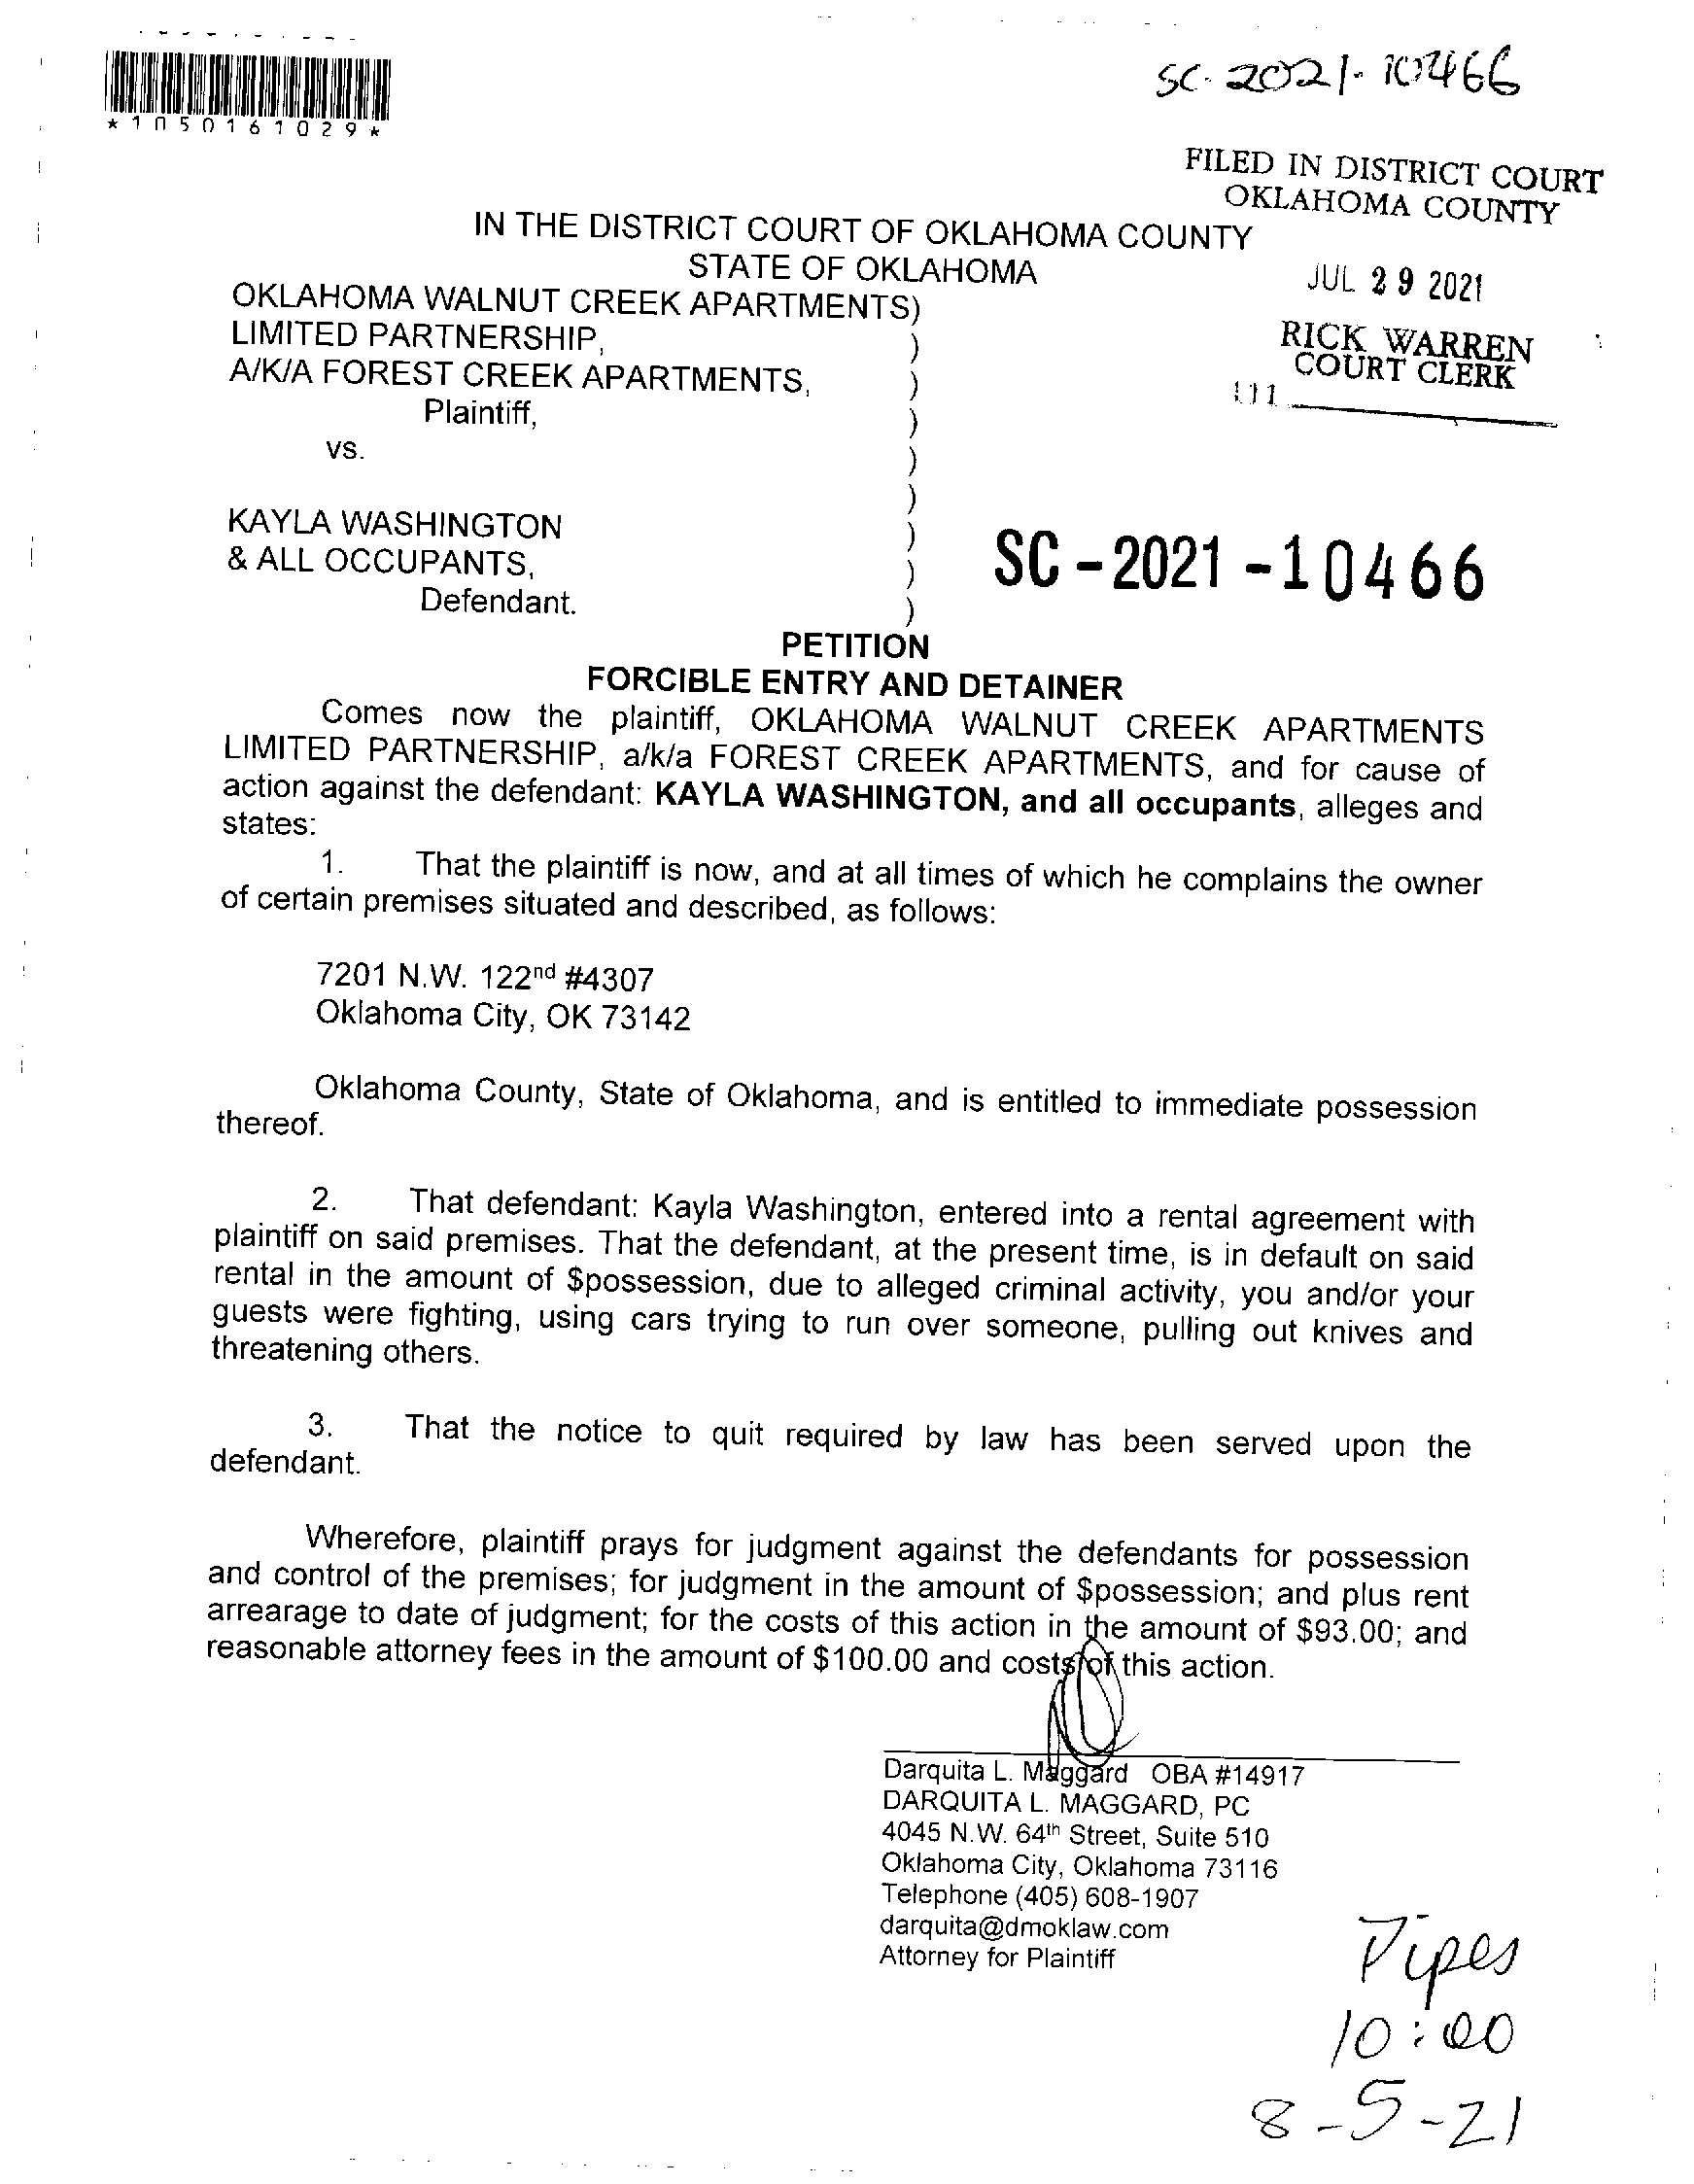 *1050161029*
SC-2021-10466
FILED IN DISTRICT COURT
OKLAHOMA COUNTY
JUL 29 2021
RICK WARREN
COURT CLERK
111
IN THE DISTRICT COURT OF OKLAHOMA COUNTY
STATE OF OKLAHOMA
OKLAHOMA WALNUT CREEK APARTMENTS)
LIMITED PARTNERSHIP, )
A/K/A FOREST CREEK APARTMENTS, )
Plaintiff, )
vs. )
)
KAYLA WASHINGTON )
& ALL OCCUPANTS, )
Defendant. )
SC-2021-10466
PETITION
FORCIBLE ENTRY AND DETAINER
Comes now the plaintiff, OKLAHOMA WALNUT CREEK APARTMENTS
LIMITED PARTNERSHIP, a/k/a FOREST CREEK APARTMENTS, and for cause of
action against the defendant: KAYLA WASHINGTON, and all occupants, alleges and
states:
1. That the plaintiff is now, and at all times of which he complains the owner
of certain premises situated and described, as follows:
7201 N.W. 122nd #4307
Oklahoma City, OK 73142
Oklahoma County, State of Oklahoma, and is entitled to immediate possession
thereof.
2. That defendant: Kayla Washington, entered into a rental agreement with
plaintiff on said premises. That the defendant, at the present time, is in default on said
rental in the amount of $possession, due to alleged criminal activity, you and/or your
guests were fighting, using cars trying to run over someone, pulling out knives and
threatening others.
3. That the notice to quit required by law has been served upon the
defendant.
Wherefore, plaintiff prays for judgment against the defendants for possession
and control of the premises; for judgment in the amount of $possession; and plus rent
arrearage to date of judgment; for the costs of this action in the amount of $93.00; and
reasonable attorney fees in the amount of $100.00 and costs of this action.
Darquita L. Maggard OBA #14917
DARQUITA L. MAGGARD, PC
4045 N.W. 64th Street, Suite 510
Oklahoma City, Oklahoma 73116
Telephone (405) 608-1907
darquita@dmoklaw.com
Attorney for Plaintiff
Pipes
10:00
8-5-21